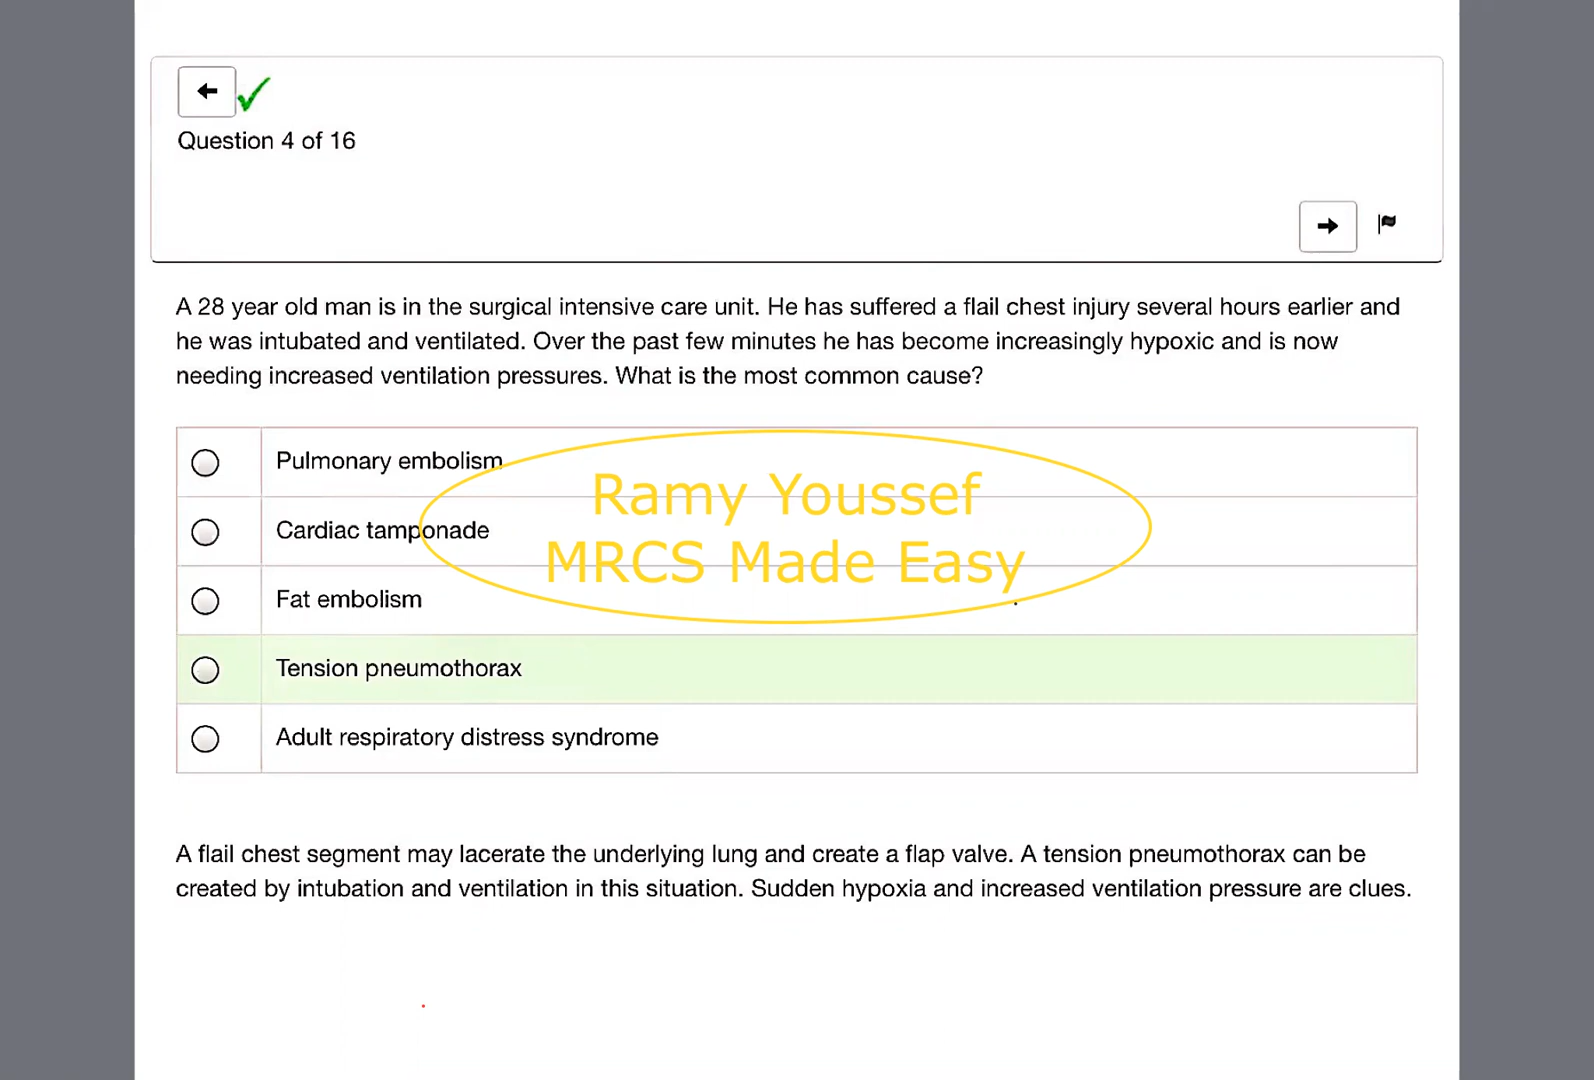 Question 4 of 16
A 28 year old man is in the surgical intensive care unit. He has suffered a flail chest injury several hours earlier and
he was intubated and ventilated. Over the past few minutes he has become increasingly hypoxic and is now
needing increased ventilation pressures. What is the most common cause?
Pulmonary embolism
Ramy Youssef
Cardiac tamponade
MRCS Made Easy
Fat embolism
Tension pneumothorax
Adult respiratory distress syndrome
A flail chest segment may lacerate the underlying lung and create a flap valve. A tension pneumothorax can be
created by intubation and ventilation in this situation. Sudden hypoxia and increased ventilation pressure are clues.